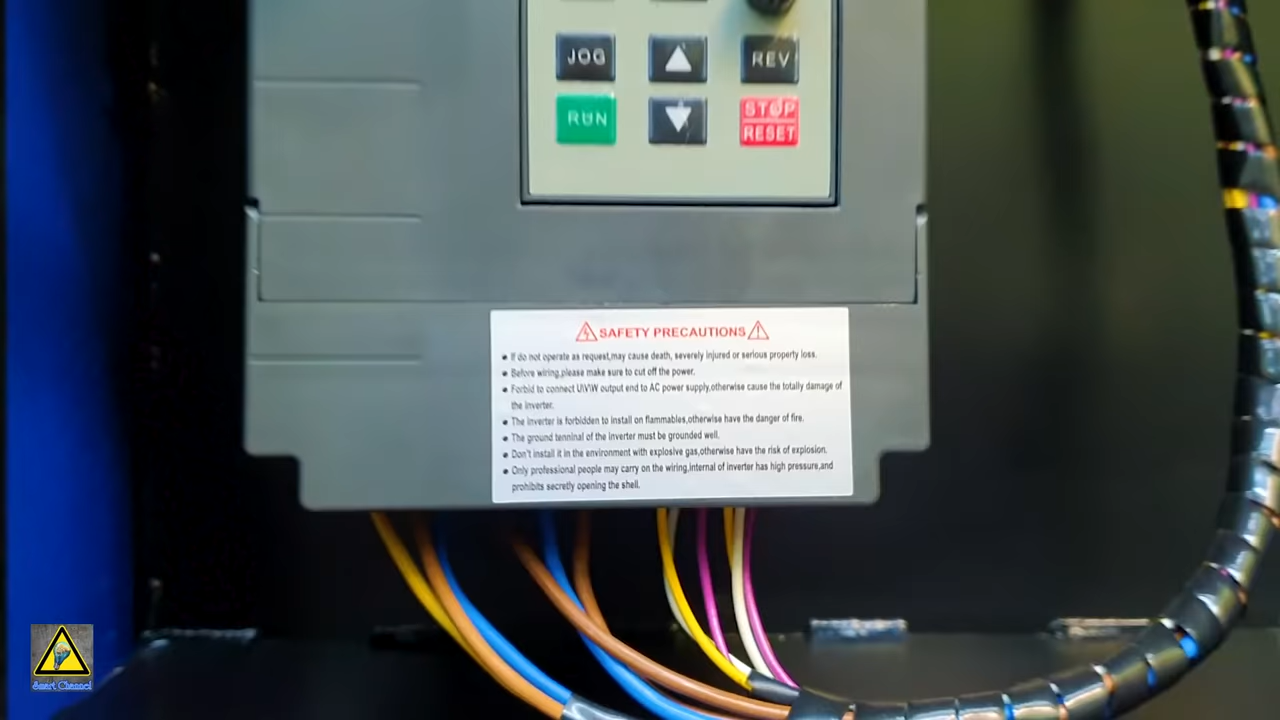 JOG
REV
RUN
STOP
RESET
SAFETY PRECAUTIONS
If do not operate as request,may cause death, severely injured or serious property loss.
Before wiring,please make sure to cut off the power.
Forbid to connect U\V\W output end to AC power supply,otherwise cause the totally damage of
the inverter.
The inverter is forbidden to install on flammables,otherwise have the danger of fire.
The ground tenninal of the inverter must be grounded well.
Don't install it in the environment with explosive gas,otherwise have the risk of explosion.
Only professional people may carry on the wiring,internal of inverter has high pressure,and
prohibits secretly opening the shell.
Smart Channel